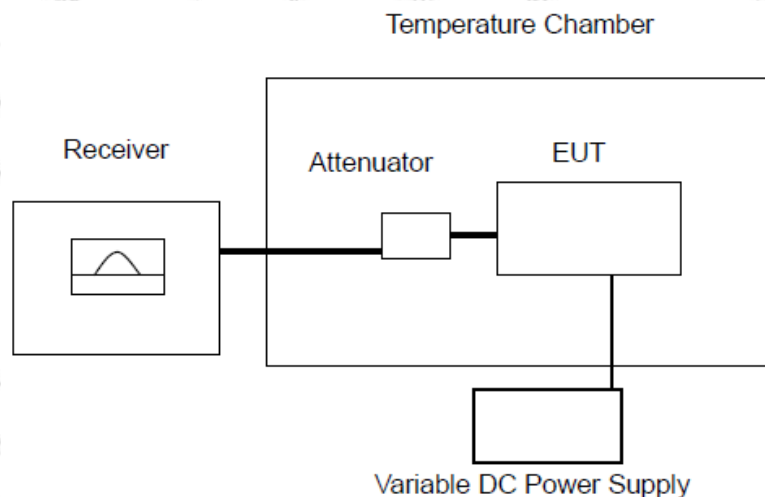 Temperature Chamber
Receiver
Attenuator
EUT
Variable DC Power Supply